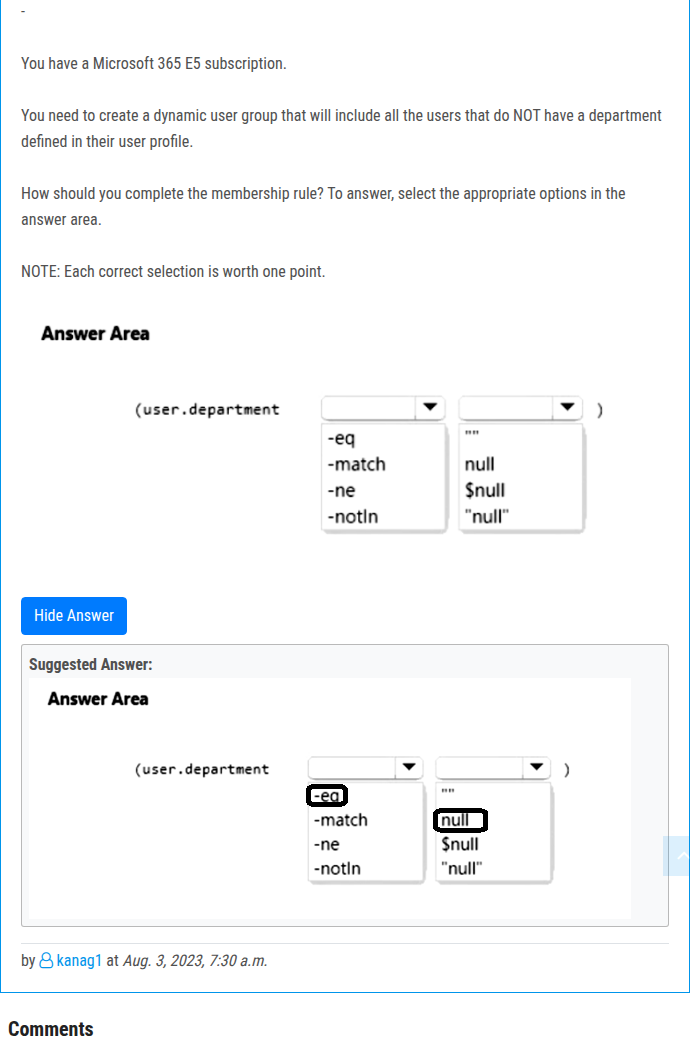 -
You have a Microsoft 365 E5 subscription.
You need to create a dynamic user group that will include all the users that do NOT have a department
defined in their user profile.
How should you complete the membership rule? To answer, select the appropriate options in the
answer area.
NOTE: Each correct selection is worth one point.
Answer Area
(user.department )
-eq ""
-match null
-ne $null
-notIn "null"
Hide Answer
Suggested Answer:
Answer Area
(user.department )
-eq ""
-match null
-ne $null
-notIn "null"
by kanag1 at Aug. 3, 2023, 7:30 a.m.
Comments